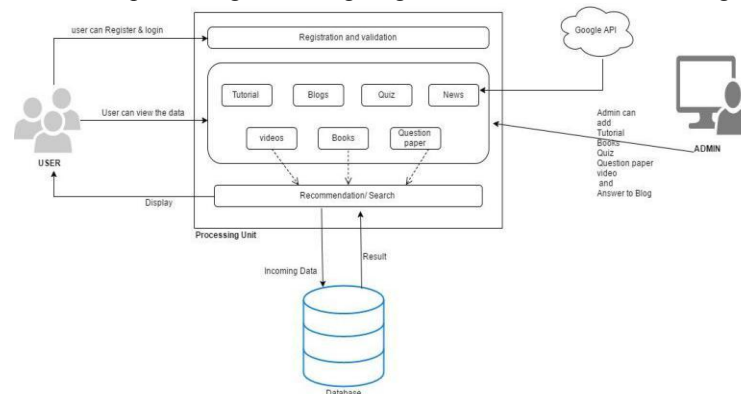 user can Register & login
Registration and validation
Google API
Tutorial
Blogs
Quiz
News
User can view the data
videos
Books
Question
paper
USER
Admin can
add
Tutorial
Books
Quiz
Question paper
video
and
Answer to Blog
ADMIN
Recommendation/ Search
Display
Processing Unit
Result
Incoming Data
Database